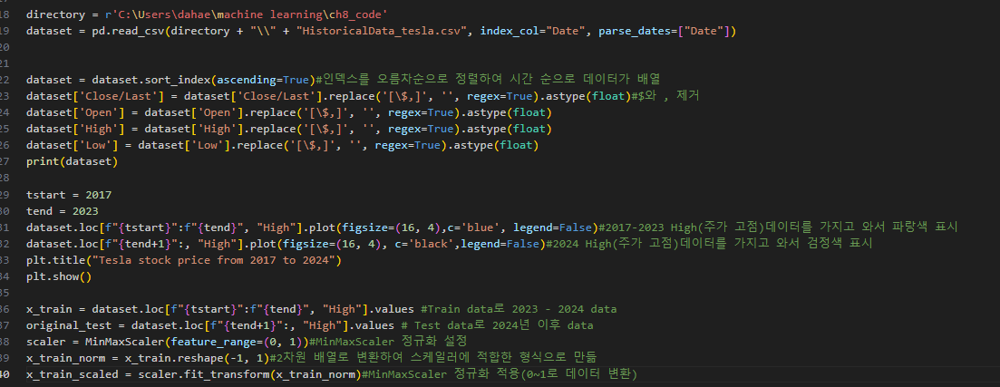 18 directory = r'C:\Users\dahae\machine learning\ch8_code'
19 dataset = pd.read_csv(directory + "\\" + "HistoricalData_tesla.csv", index_col="Date", parse_dates=["Date"])
20
21
22 dataset = dataset.sort_index(ascending=True)#인덱스를 오름차순으로 정렬하여 시간 순으로 데이터가 배열
23 dataset['Close/Last'] = dataset['Close/Last'].replace('[\$,]', '', regex=True).astype(float)#$와 , 제거
24 dataset['Open'] = dataset['Open'].replace('[\$,]', '', regex=True).astype(float)
25 dataset['High'] = dataset['High'].replace('[\$,]', '', regex=True).astype(float)
26 dataset['Low'] = dataset['Low'].replace('[\$,]', '', regex=True).astype(float)
27 print(dataset)
28
29 tstart = 2017
30 tend = 2023
31 dataset.loc[f"{tstart}":f"{tend}", "High"].plot(figsize=(16, 4),c='blue', legend=False)#2017-2023 High(주가 고점)데이터를 가지고 와서 파랑색 표시
32 dataset.loc[f"{tend+1}":, "High"].plot(figsize=(16, 4), c='black',legend=False)#2024 High(주가 고점)데이터를 가지고 와서 검정색 표시
33 plt.title("Tesla stock price from 2017 to 2024")
34 plt.show()
35
36 x_train = dataset.loc[f"{tstart}":f"{tend}", "High"].values #Train data로 2023 - 2024 data
37 original_test = dataset.loc[f"{tend+1}":, "High"].values # Test data로 2024년 이후 data
38 scaler = MinMaxScaler(feature_range=(0, 1))#MinMaxScaler 정규화 설정
39 x_train_norm = x_train.reshape(-1, 1)#2차원 배열로 변환하여 스케일러에 적합한 형식으로 만듦
40 x_train_scaled = scaler.fit_transform(x_train_norm)#MinMaxScaler 정규화 적용(0~1로 데이터 변환)